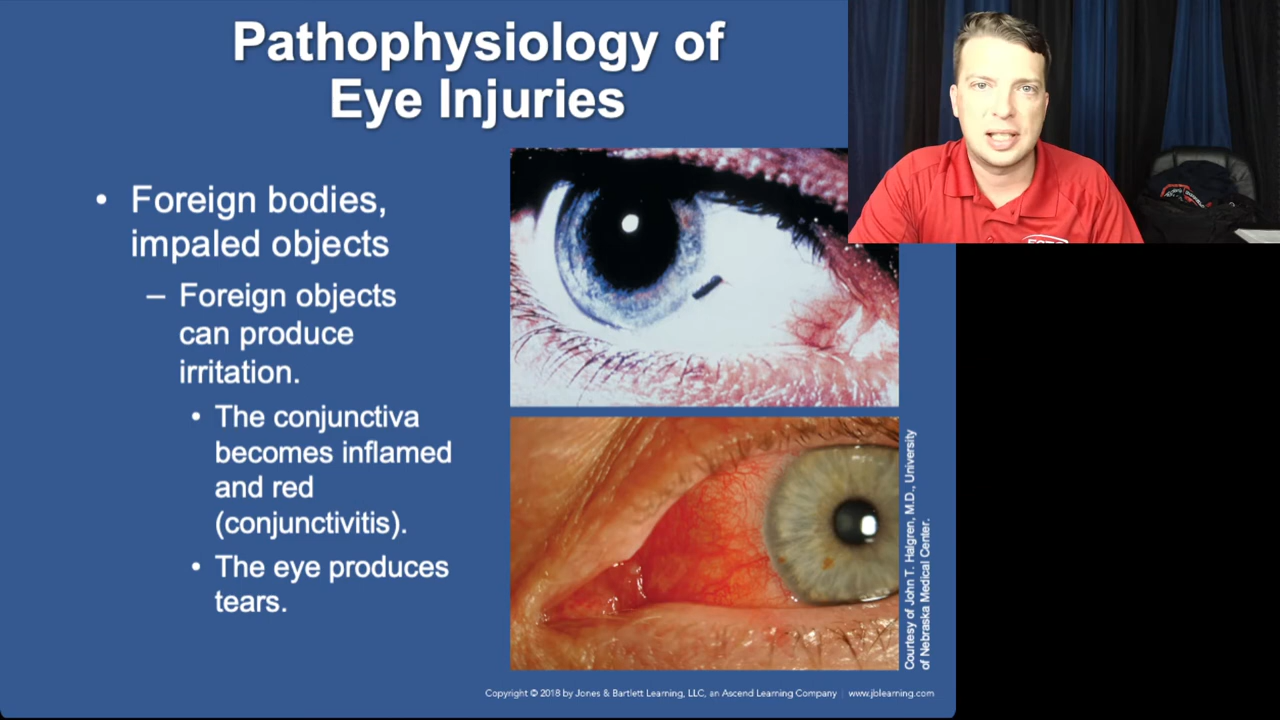 Pathophysiology of
Eye Injuries
• Foreign bodies,
impaled objects
– Foreign objects
can produce
irritation.
• The conjunctiva
becomes inflamed
and red
(conjunctivitis).
• The eye produces
tears.
Courtesy of John T. Halgren, M.D., University
of Nebraska Medical Center.
Copyright © 2018 by Jones & Bartlett Learning, LLC, an Ascend Learning Company | www.jblearning.com